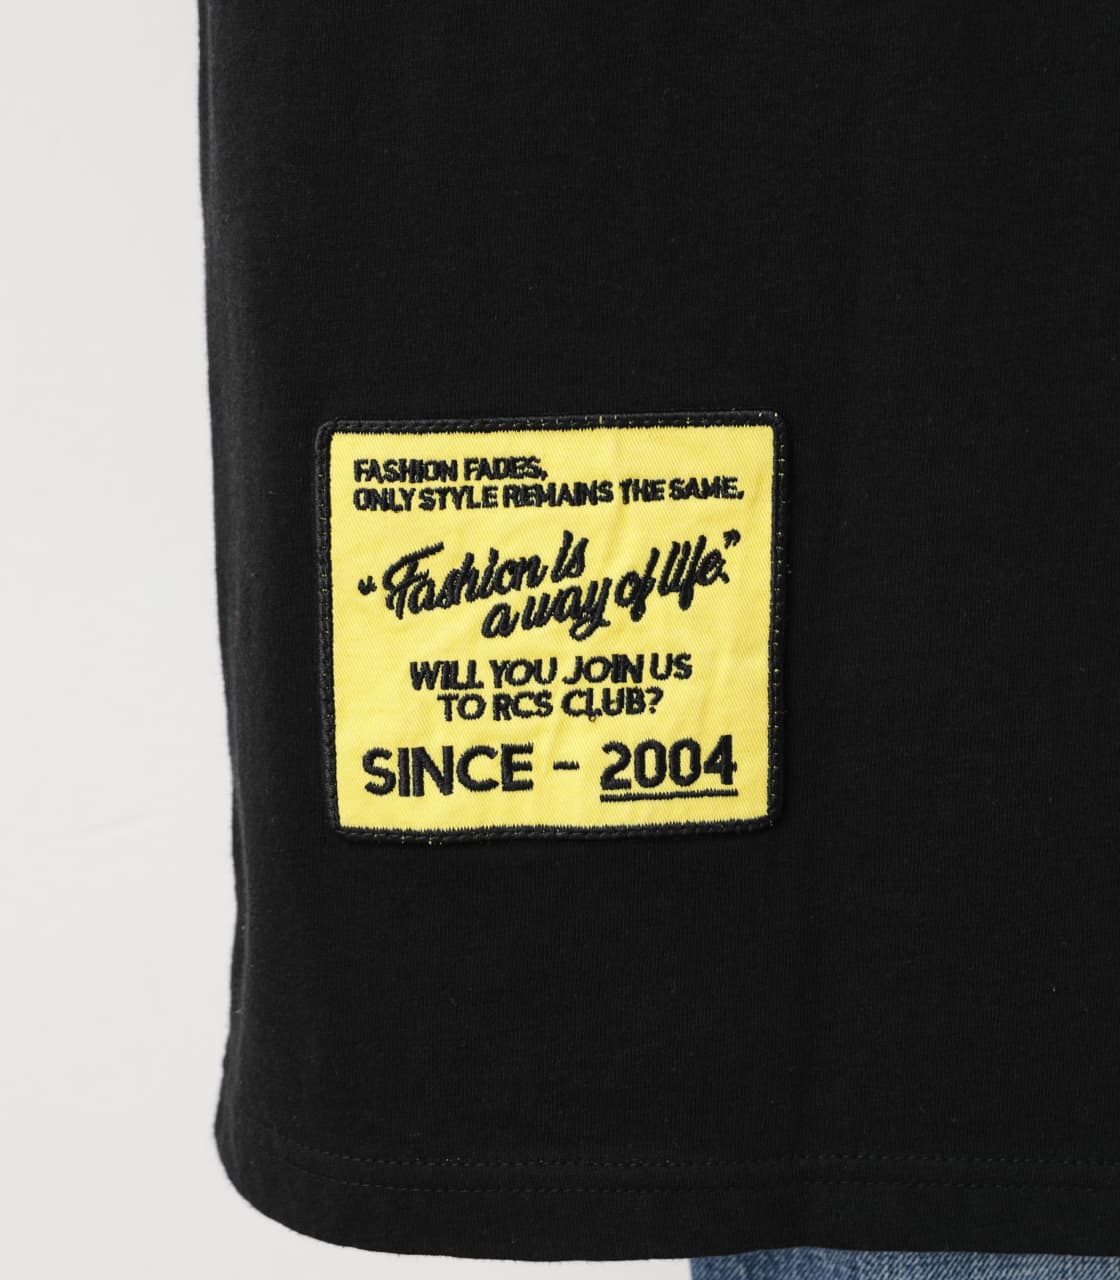 FASHION FADES,
ONLY STYLE REMAINS THE SAME.
“Fashion is
a way of life.”
WILL YOU JOIN US
TO RCS CLUB?
SINCE - 2004